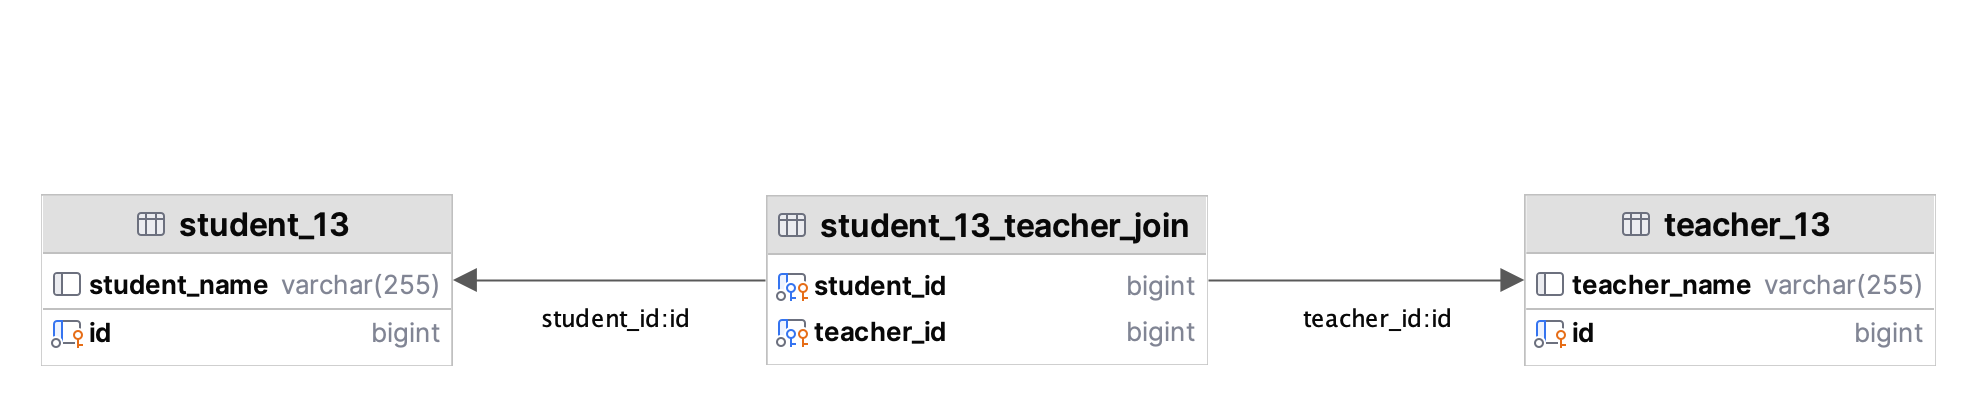 student_13
student_name varchar(255)
id bigint
student_id:id
student_13_teacher_join
student_id bigint
teacher_id bigint
teacher_id:id
teacher_13
teacher_name varchar(255)
id bigint